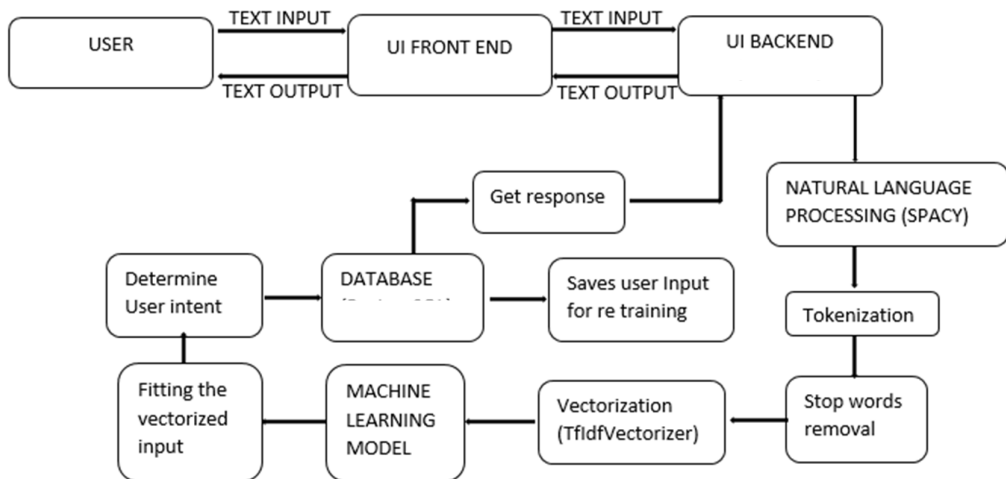 TEXT INPUT
TEXT INPUT
USER
UI FRONT END
UI BACKEND
TEXT OUTPUT
TEXT OUTPUT
Get response
NATURAL LANGUAGE
PROCESSING (SPACY)
Determine
User intent
DATABASE
Saves user Input
for re training
Tokenization
Fitting the
vectorized
input
MACHINE
LEARNING
MODEL
Vectorization
(TfIdfVectorizer)
Stop words
removal